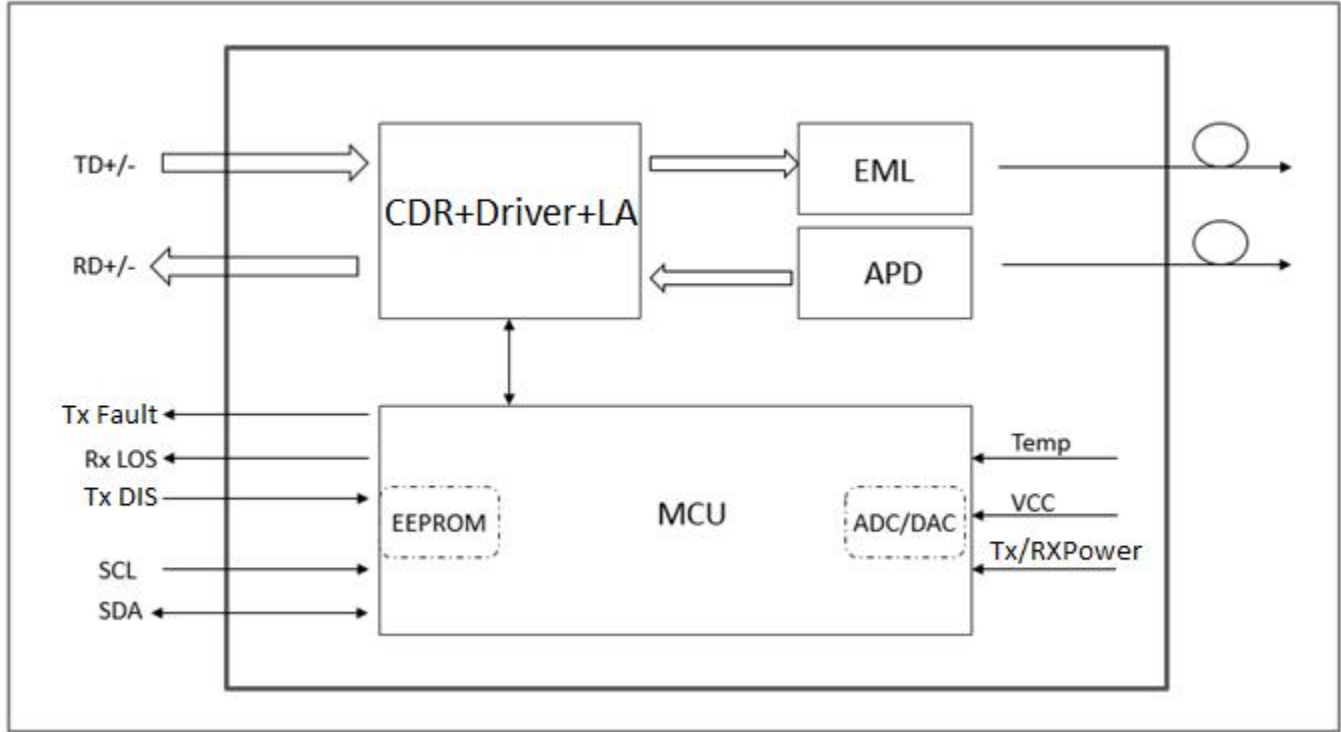 TD+/-
CDR+Driver+LA
EML
RD+/-
APD
Tx Fault
Rx LOS
Temp
Tx DIS
EEPROM
MCU
ADC/DAC
VCC
Tx/RXPower
SCL
SDA